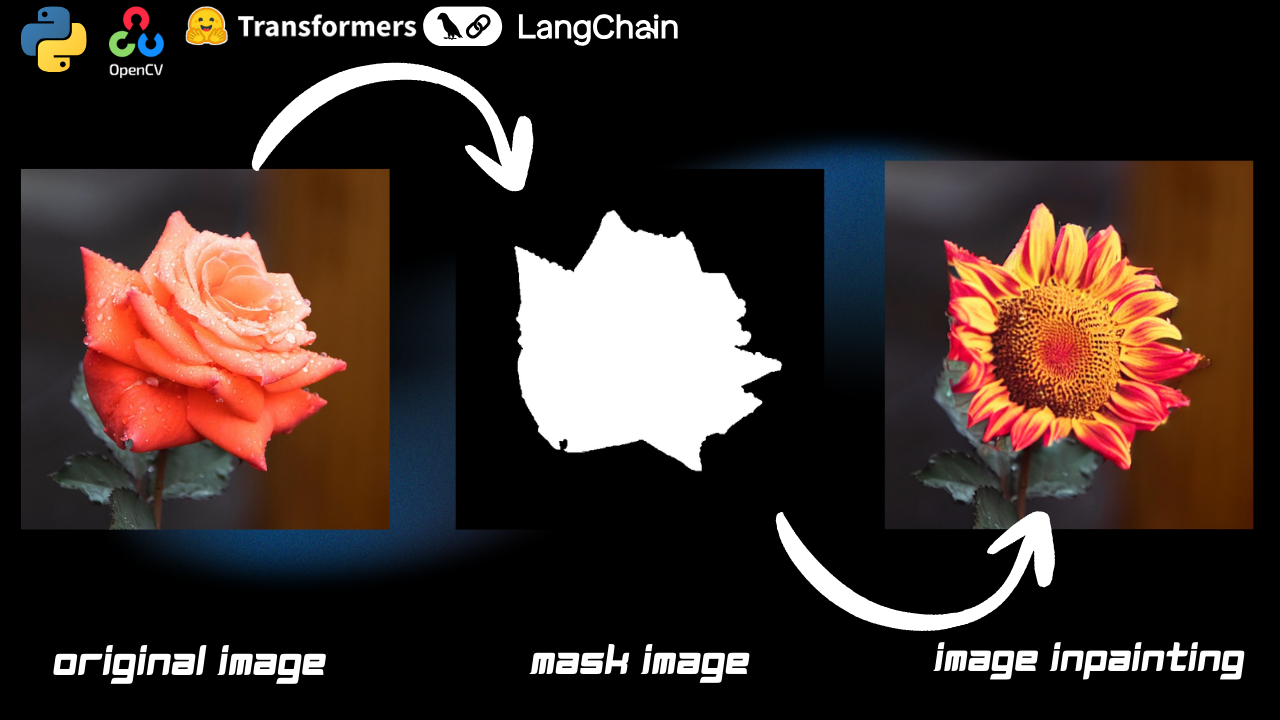 Transformers
LangChain
OpenCV
original image
mask image
image inpainting